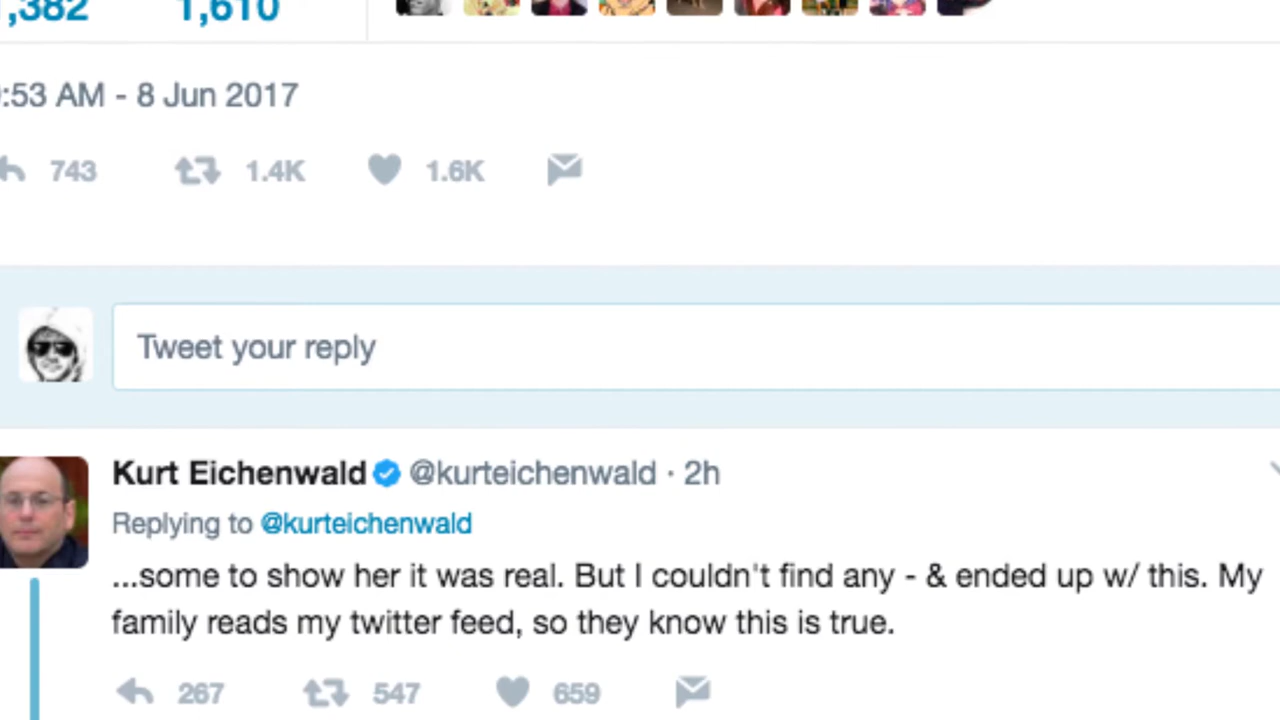 ,382 1,610
:53 AM - 8 Jun 2017
743 1.4K 1.6K
Tweet your reply
Kurt Eichenwald @kurteichenwald · 2h
Replying to @kurteichenwald
...some to show her it was real. But I couldn't find any - & ended up w/ this. My
family reads my twitter feed, so they know this is true.
267 547 659